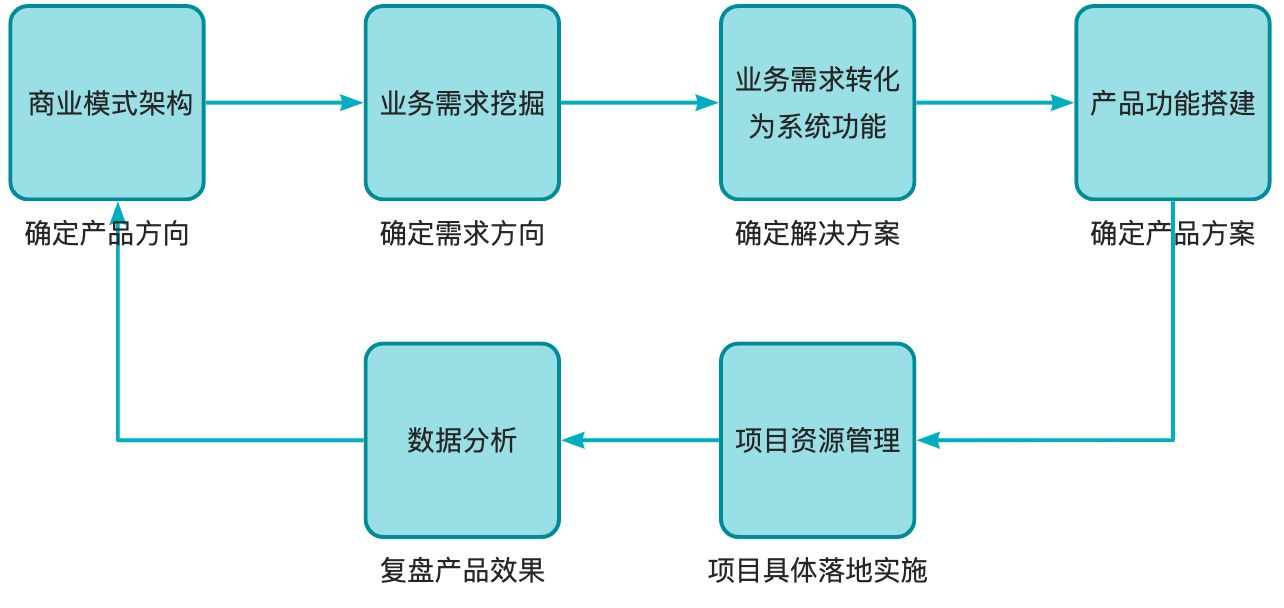 商业模式架构
业务需求挖掘
业务需求转化
为系统功能
产品功能搭建
确定产品方向
确定需求方向
确定解决方案
确定产品方案
数据分析
项目资源管理
复盘产品效果
项目具体落地实施